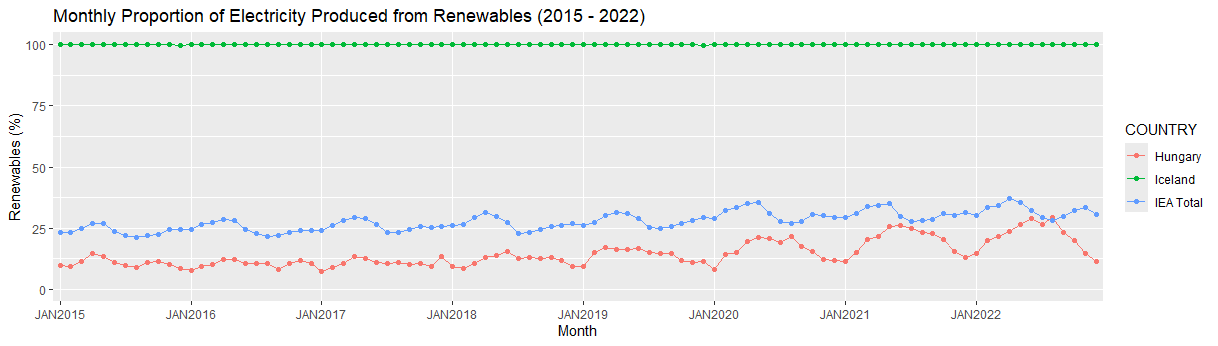 Monthly Proportion of Electricity Produced from Renewables (2015 - 2022)
Renewables (%)
100
75
50
25
0
JAN2015 JAN2016 JAN2017 JAN2018 JAN2019 JAN2020 JAN2021 JAN2022
Month
COUNTRY
Hungary
Iceland
IEA Total